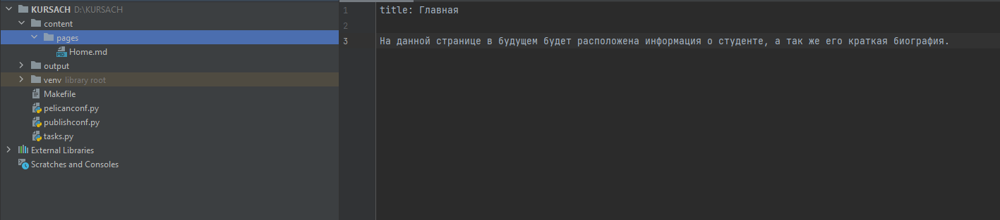 KURSACH D:\KURSACH
content
pages
Home.md
output
venv library root
Makefile
pelicanconf.py
publishconf.py
tasks.py
External Libraries
Scratches and Consoles
1 title: Главная
2
3 На данной странице в будущем будет расположена информация о студенте, а так же его краткая биография.